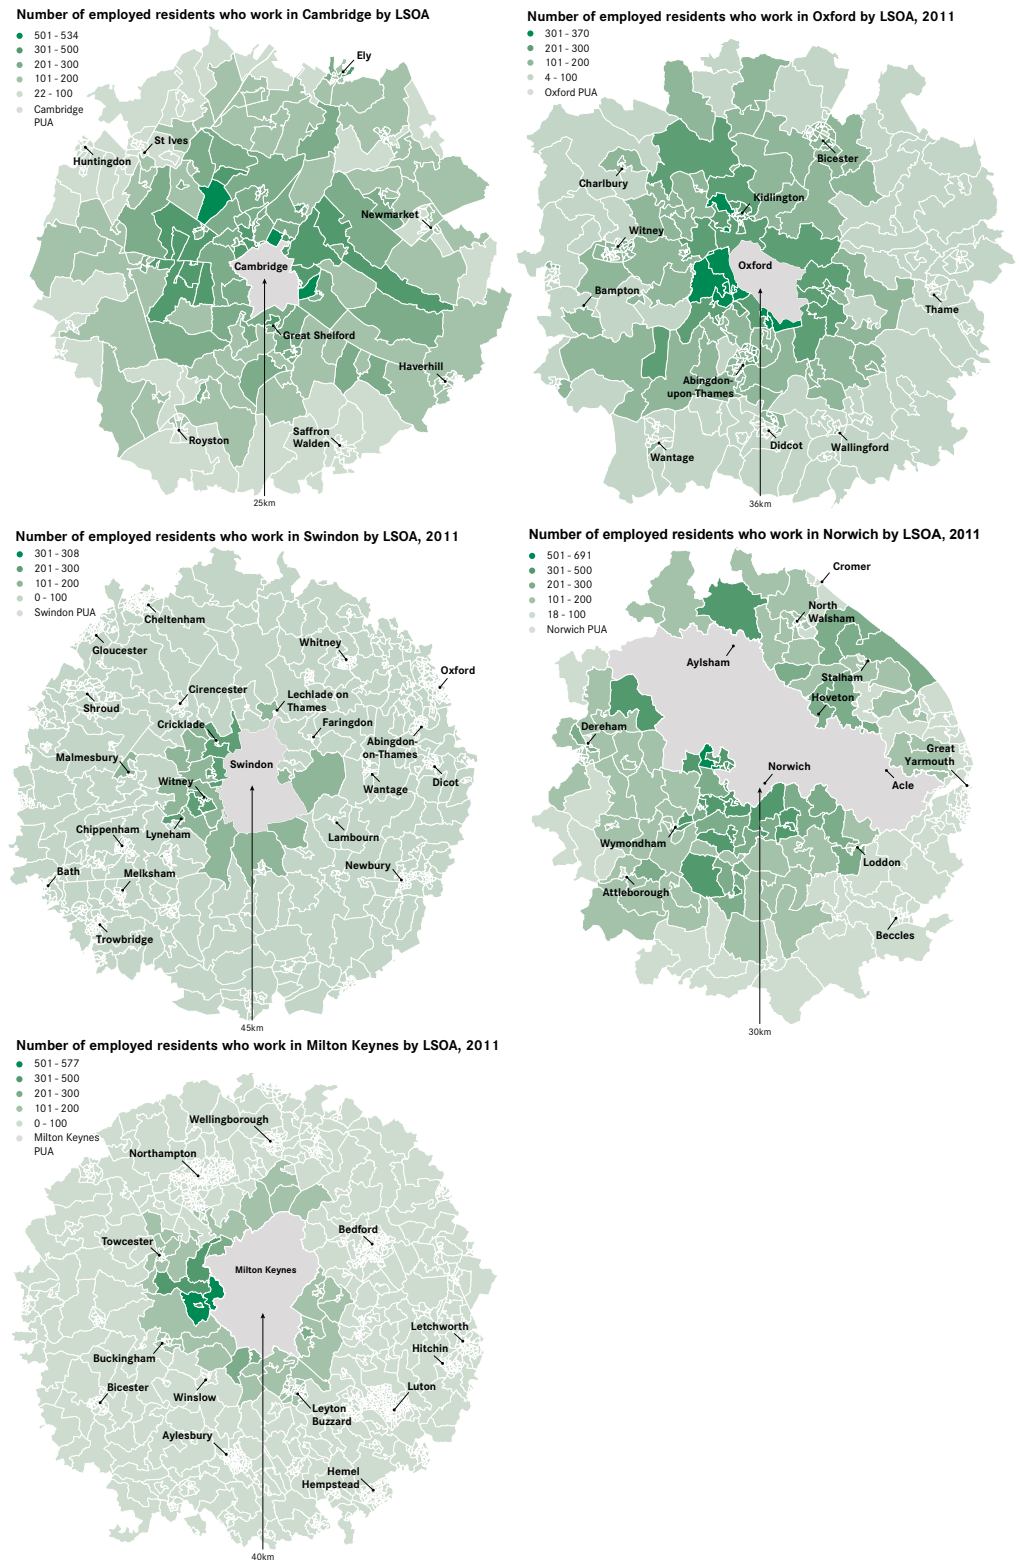 Number of employed residents who work in Cambridge by LSOA
501 - 534
301 - 500
201 - 300
101 - 200
22 - 100
Cambridge
PUA
Ely
St Ives
Huntingdon
Newmarket
Cambridge
Great Shelford
Haverhill
Royston
Saffron
Walden
25km
Number of employed residents who work in Oxford by LSOA, 2011
301 - 370
201 - 300
101 - 200
4 - 100
Oxford PUA
Bicester
Charlbury
Kidlington
Witney
Oxford
Bampton
Thame
Abingdon-
upon-Thames
Didcot
Wallingford
Wantage
36km
Number of employed residents who work in Swindon by LSOA, 2011
301 - 308
201 - 300
101 - 200
0 - 100
Swindon PUA
Cheltenham
Gloucester
Whitney
Oxford
Cirencester
Lechlade on
Thames
Shroud
Cricklade
Faringdon
Abingdon-
on-Thames
Malmesbury
Swindon
Witney
Wantage
Dicot
Chippenham
Lyneham
Lambourn
Bath
Melksham
Newbury
Trowbridge
45km
Number of employed residents who work in Norwich by LSOA, 2011
501 - 691
301 - 500
201 - 300
101 - 200
18 - 100
Norwich PUA
Cromer
North
Walsham
Aylsham
Stalham
Hoveton
Dereham
Great
Yarmouth
Norwich
Acle
Wymondham
Loddon
Attleborough
Beccles
30km
Number of employed residents who work in Milton Keynes by LSOA, 2011
501 - 577
301 - 500
201 - 300
101 - 200
0 - 100
Milton Keynes
PUA
Wellingborough
Northampton
Bedford
Towcester
Milton Keynes
Letchworth
Hitchin
Buckingham
Bicester
Winslow
Luton
Leyton
Buzzard
Aylesbury
Hemel
Hempstead
40km